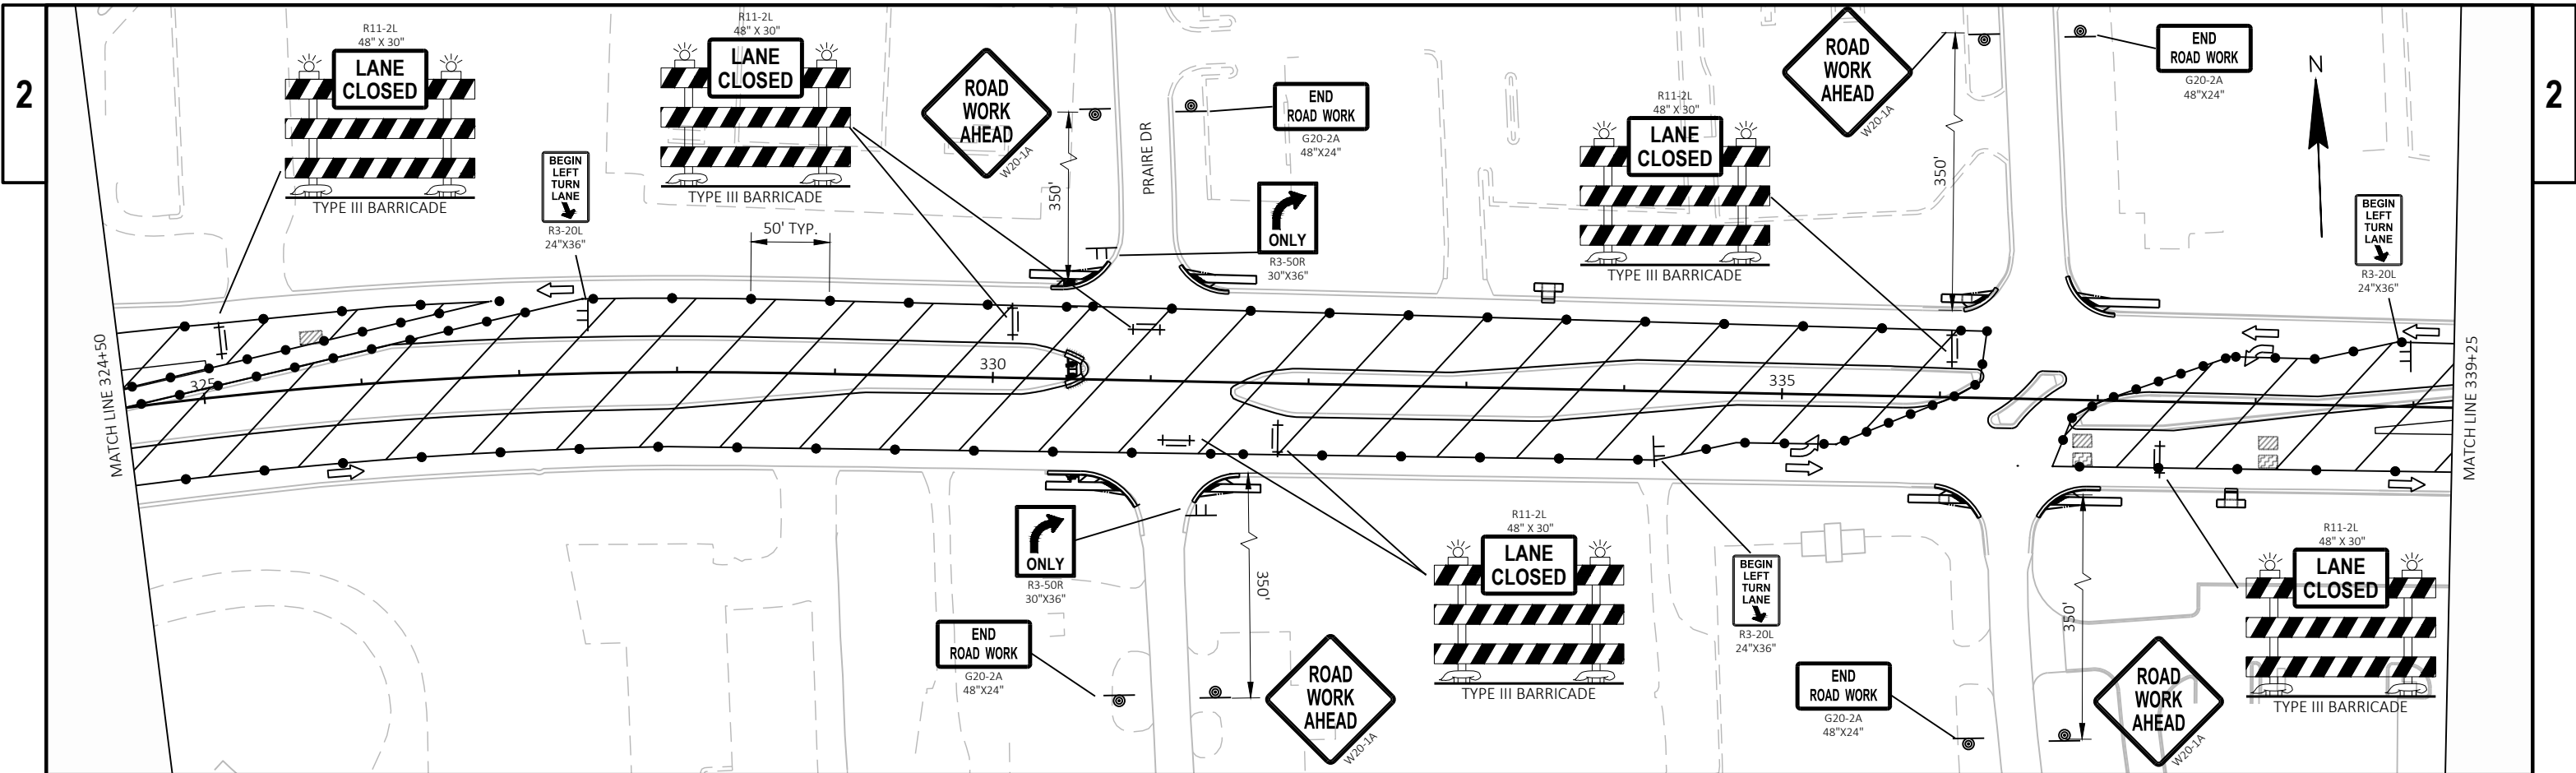 2
R11-2L
48" X 30"
LANE
CLOSED
TYPE III BARRICADE
BEGIN
LEFT
TURN
LANE
R3-20L
24"X36"
R11-2L
48" X 30"
LANE
CLOSED
TYPE III BARRICADE
50' TYP.
ROAD
WORK
AHEAD
W20-1A
350'
PRAIRE DR
END
ROAD WORK
G20-2A
48"X24"
ONLY
R3-50R
30"X36"
R11-2L
48" X 30"
LANE
CLOSED
TYPE III BARRICADE
ROAD
WORK
AHEAD
W20-1A
350'
END
ROAD WORK
G20-2A
48"X24"
N
BEGIN
LEFT
TURN
LANE
R3-20L
24"X36"
2
MATCH LINE 324+50
325
330
335
MATCH LINE 339+25
ONLY
R3-50R
30"X36"
END
ROAD WORK
G20-2A
48"X24"
350'
ROAD
WORK
AHEAD
W20-1A
R11-2L
48" X 30"
LANE
CLOSED
TYPE III BARRICADE
BEGIN
LEFT
TURN
LANE
R3-20L
24"X36"
END
ROAD WORK
G20-2A
48"X24"
350'
ROAD
WORK
AHEAD
W20-1A
R11-2L
48" X 30"
LANE
CLOSED
TYPE III BARRICADE